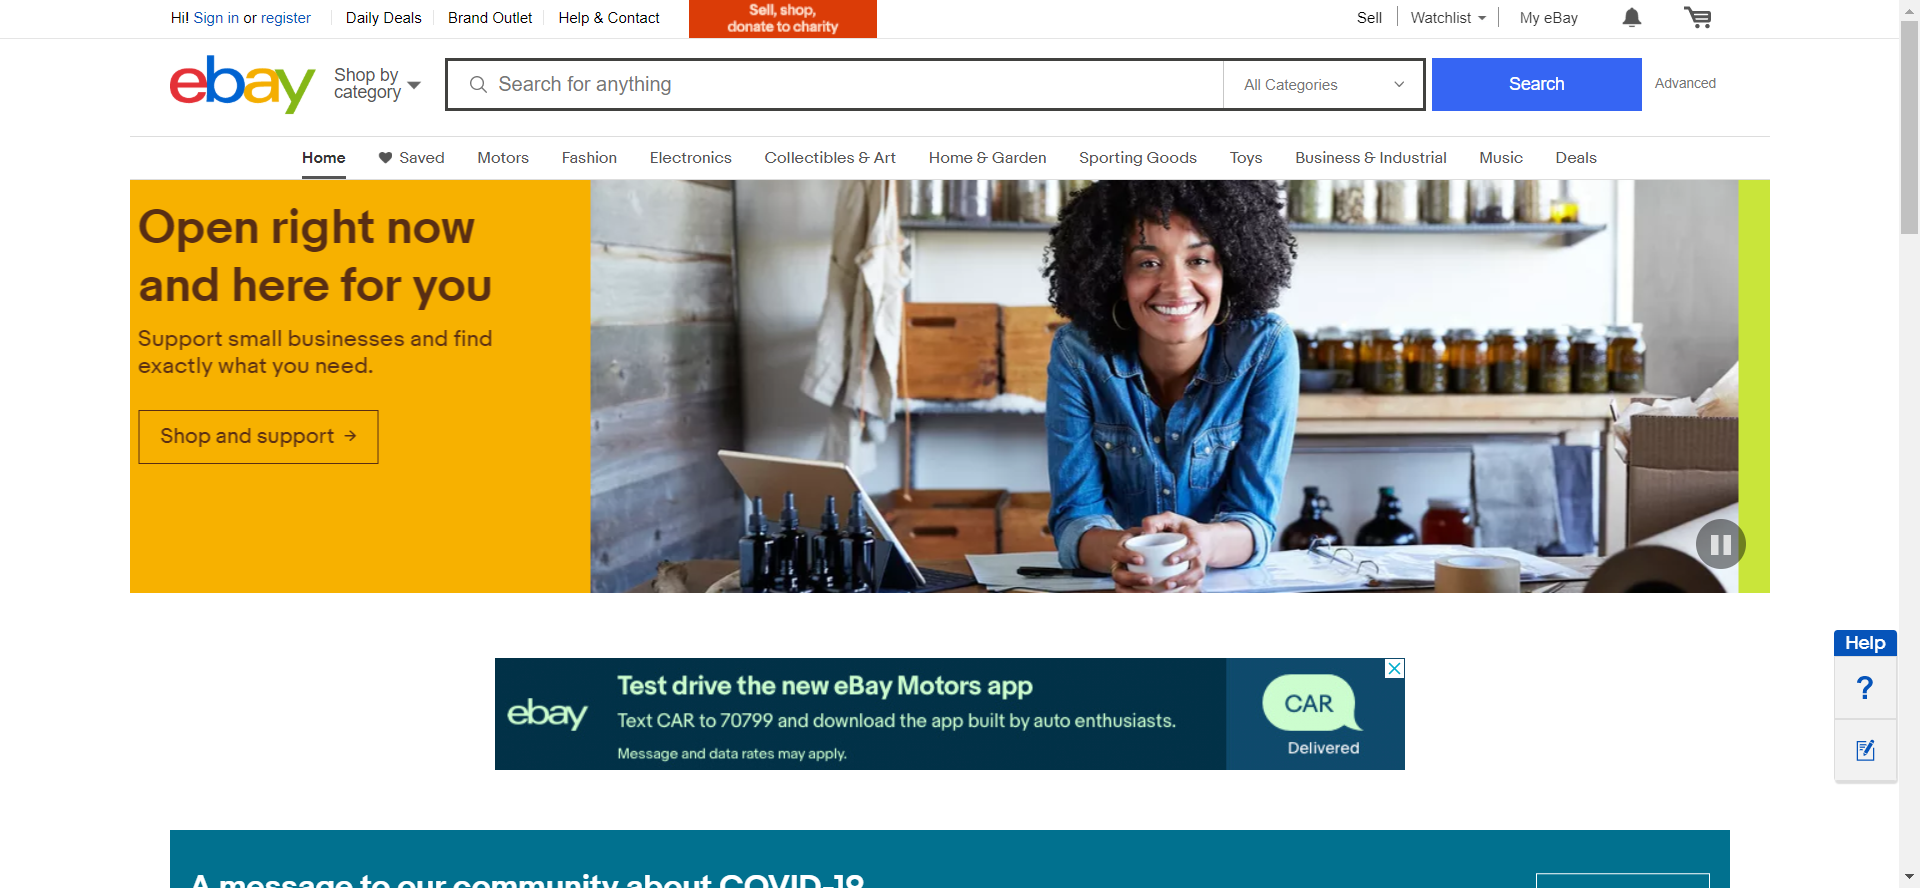 Hi! Sign in or register
Daily Deals
Brand Outlet
Help & Contact
Sell, shop,
donate to charity
Sell
Watchlist
My eBay
ebay
Shop by
category
Search for anything
All Categories
Search
Advanced
Home
Saved
Motors
Fashion
Electronics
Collectibles & Art
Home & Garden
Sporting Goods
Toys
Business & Industrial
Music
Deals
Open right now
and here for you
Support small businesses and find
exactly what you need.
Shop and support →
Help
?
ebay
Test drive the new eBay Motors app
Text CAR to 70799 and download the app built by auto enthusiasts.
Message and data rates may apply.
CAR
Delivered
A message to our community about COVID-19